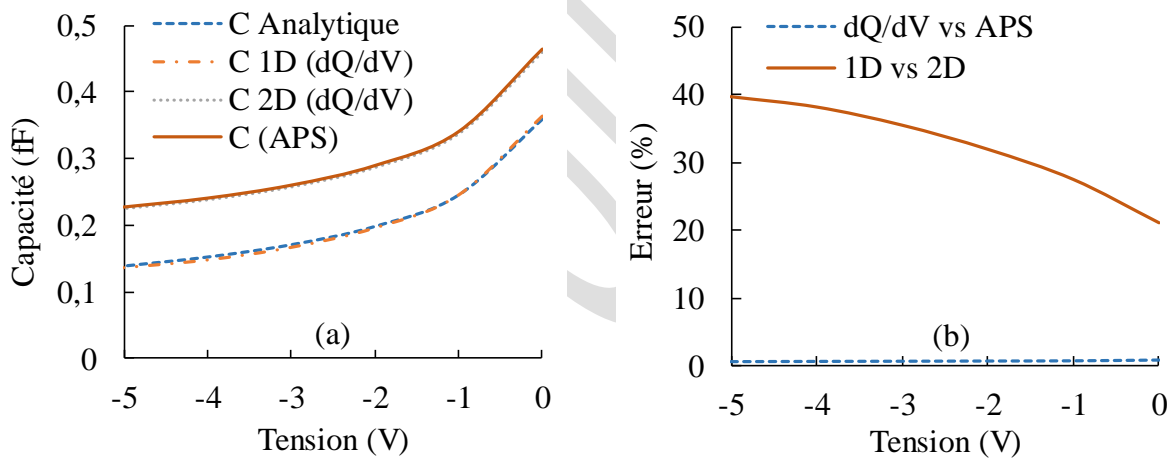 0,5
0,4
0,3
0,2
0,1
0
Capacité (fF)
C Analytique
C 1D (dQ/dV)
C 2D (dQ/dV)
C (APS)
(a)
-5 -4 -3 -2 -1 0
Tension (V)
50
40
30
20
10
0
Erreur (%)
dQ/dV vs APS
1D vs 2D
(b)
-5 -4 -3 -2 -1 0
Tension (V)